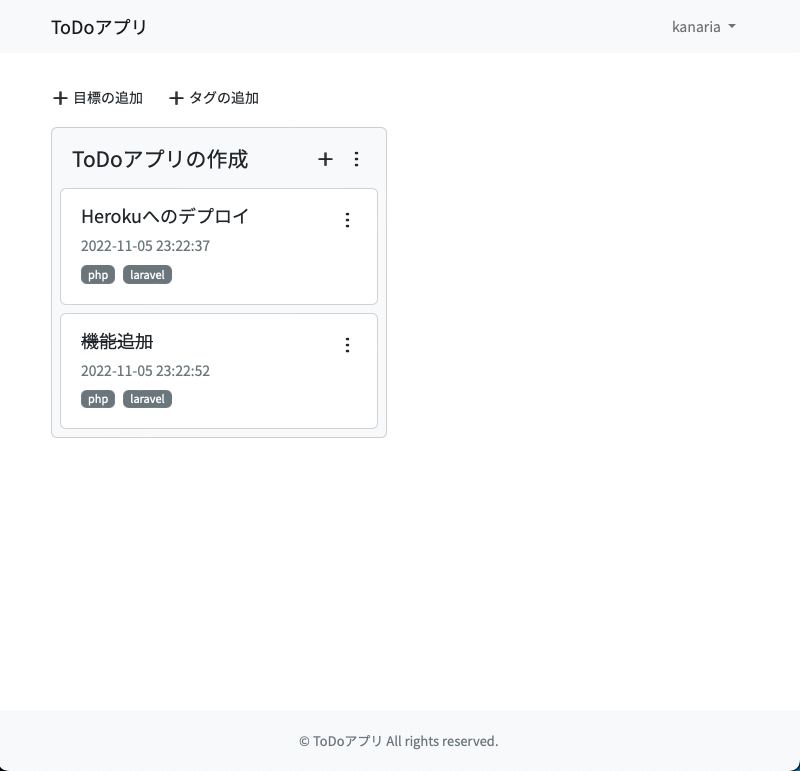 ToDoアプリ
kanaria
目標の追加 タグの追加
ToDoアプリの作成
Herokuへのデプロイ
2022-11-05 23:22:37
php laravel
機能追加
2022-11-05 23:22:52
php laravel
© ToDoアプリ All rights reserved.